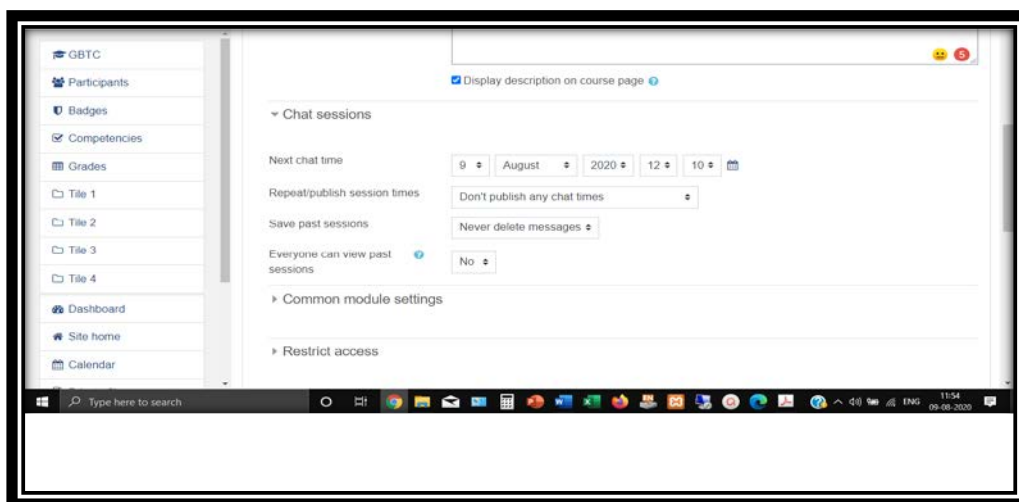 GBTC
Participants
Badges
Competencies
Grades
Tile 1
Tile 2
Tile 3
Tile 4
Dashboard
Site home
Calendar
5
Display description on course page
Chat sessions
Next chat time 9 August 2020 12 10
Repeat/publish session times Don't publish any chat times
Save past sessions Never delete messages
Everyone can view past sessions No
Common module settings
Restrict access
Type here to search
ENG 11:54
09-08-2020